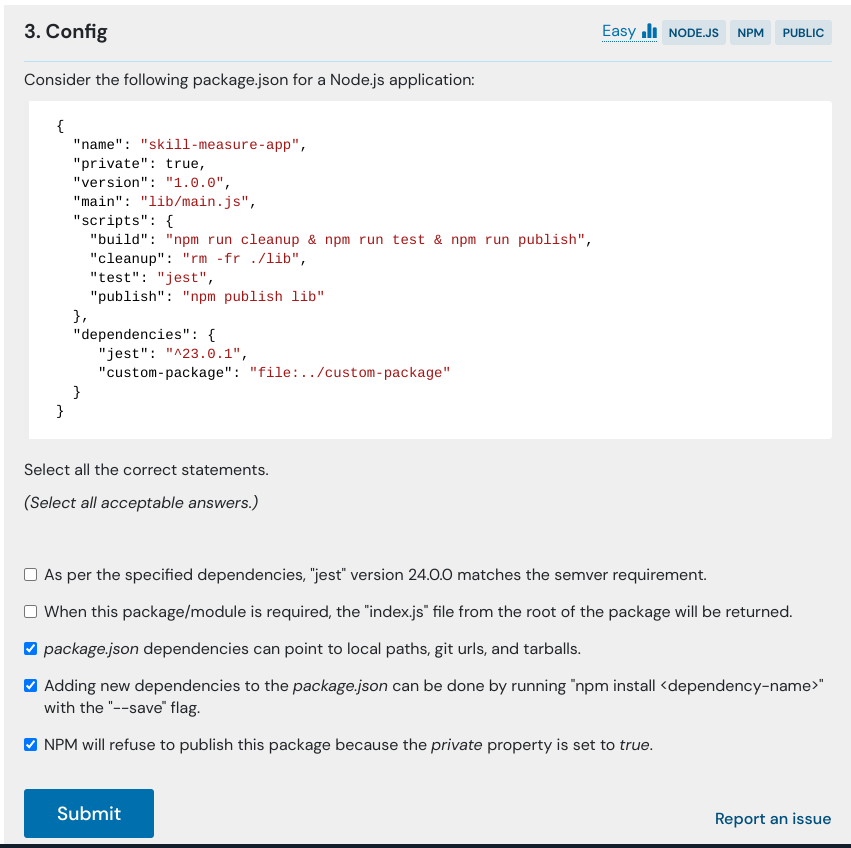 3. Config
Easy NODE.JS NPM PUBLIC
Consider the following package.json for a Node.js application:
{
"name": "skill-measure-app",
"private": true,
"version": "1.0.0",
"main": "lib/main.js",
"scripts": {
"build": "npm run cleanup & npm run test & npm run publish",
"cleanup": "rm -fr ./lib",
"test": "jest",
"publish": "npm publish lib"
},
"dependencies": {
"jest": "^23.0.1",
"custom-package": "file:../custom-package"
}
}
Select all the correct statements.
(Select all acceptable answers.)
As per the specified dependencies, "jest" version 24.0.0 matches the semver requirement.
When this package/module is required, the "index.js" file from the root of the package will be returned.
package.json dependencies can point to local paths, git urls, and tarballs.
Adding new dependencies to the package.json can be done by running "npm install <dependency-name>"
with the "--save" flag.
NPM will refuse to publish this package because the private property is set to true.
Submit
Report an issue